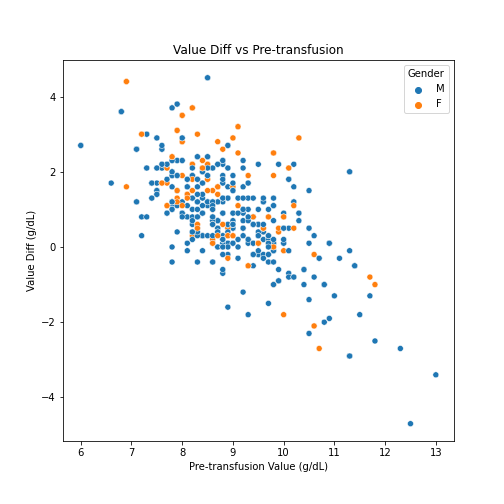 Value Diff vs Pre-transfusion
Gender
M
F
4
2
0
−2
−4
Value Diff (g/dL)
6 7 8 9 10 11 12 13
Pre-transfusion Value (g/dL)